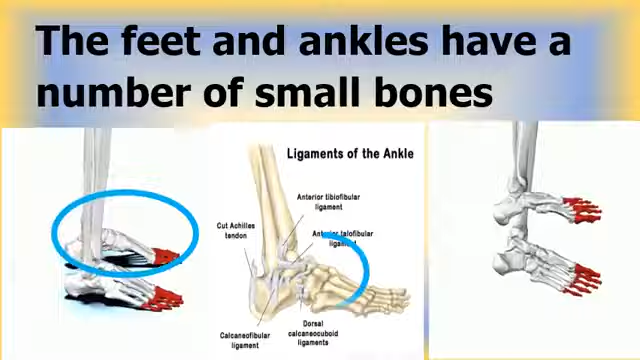 The feet and ankles have a
number of small bones
Ligaments of the Ankle
Anterior tibiofibular
ligament
Cut Achilles
tendon
Anterior talofibular
ligament
Calcaneofibular
ligament
Dorsal
calcaneocuboid
ligaments